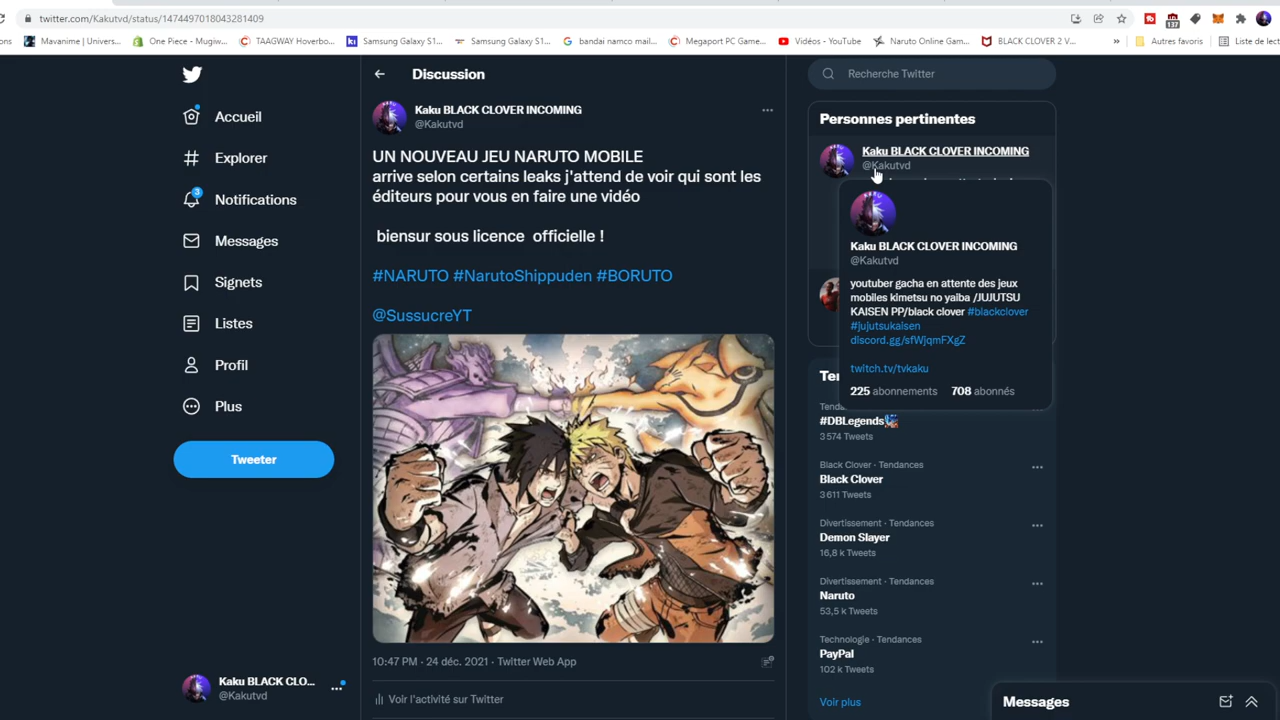 twitter.com/Kakutvd/status/1474497018043281409
137
ons
Mavanime | Univers...
One Piece - Mugiw...
TAAGWAY Hoverbo...
Samsung Galaxy S1...
Samsung Galaxy S1...
bandai namco mail...
Megaport PC Game...
Vidéos - YouTube
Naruto Online Gam...
BLACK CLOVER 2 V...
»
Autres favoris
Liste de lect
Accueil
Explorer
3
Notifications
Messages
Signets
Listes
Profil
Plus
Tweeter
Kaku BLACK CLO...
@Kakutvd
Discussion
Kaku BLACK CLOVER INCOMING
@Kakutvd
UN NOUVEAU JEU NARUTO MOBILE
arrive selon certains leaks j'attend de voir qui sont les
éditeurs pour vous en faire une vidéo
biensur sous licence officielle !
#NARUTO #NarutoShippuden #BORUTO
@SussucreYT
10:47 PM · 24 déc. 2021 · Twitter Web App
Voir l'activité sur Twitter
Recherche Twitter
Personnes pertinentes
Kaku BLACK CLOVER INCOMING
@Kakutvd
Kaku BLACK CLOVER INCOMING
@Kakutvd
youtuber gacha en attente des jeux
mobiles kimetsu no yaiba /JUJUTSU
KAISEN PP/black clover #blackclover
#jujutsukaisen
discord.gg/sfWjqmFXgZ
twitch.tv/tvkaku
225 abonnements 708 abonnés
Te
Tenda
#DBLegends
3 574 Tweets
Black Clover · Tendances
Black Clover
3 611 Tweets
Divertissement · Tendances
Demon Slayer
16,8 k Tweets
Divertissement · Tendances
Naruto
53,5 k Tweets
Technologie · Tendances
PayPal
102 k Tweets
Voir plus
Messages